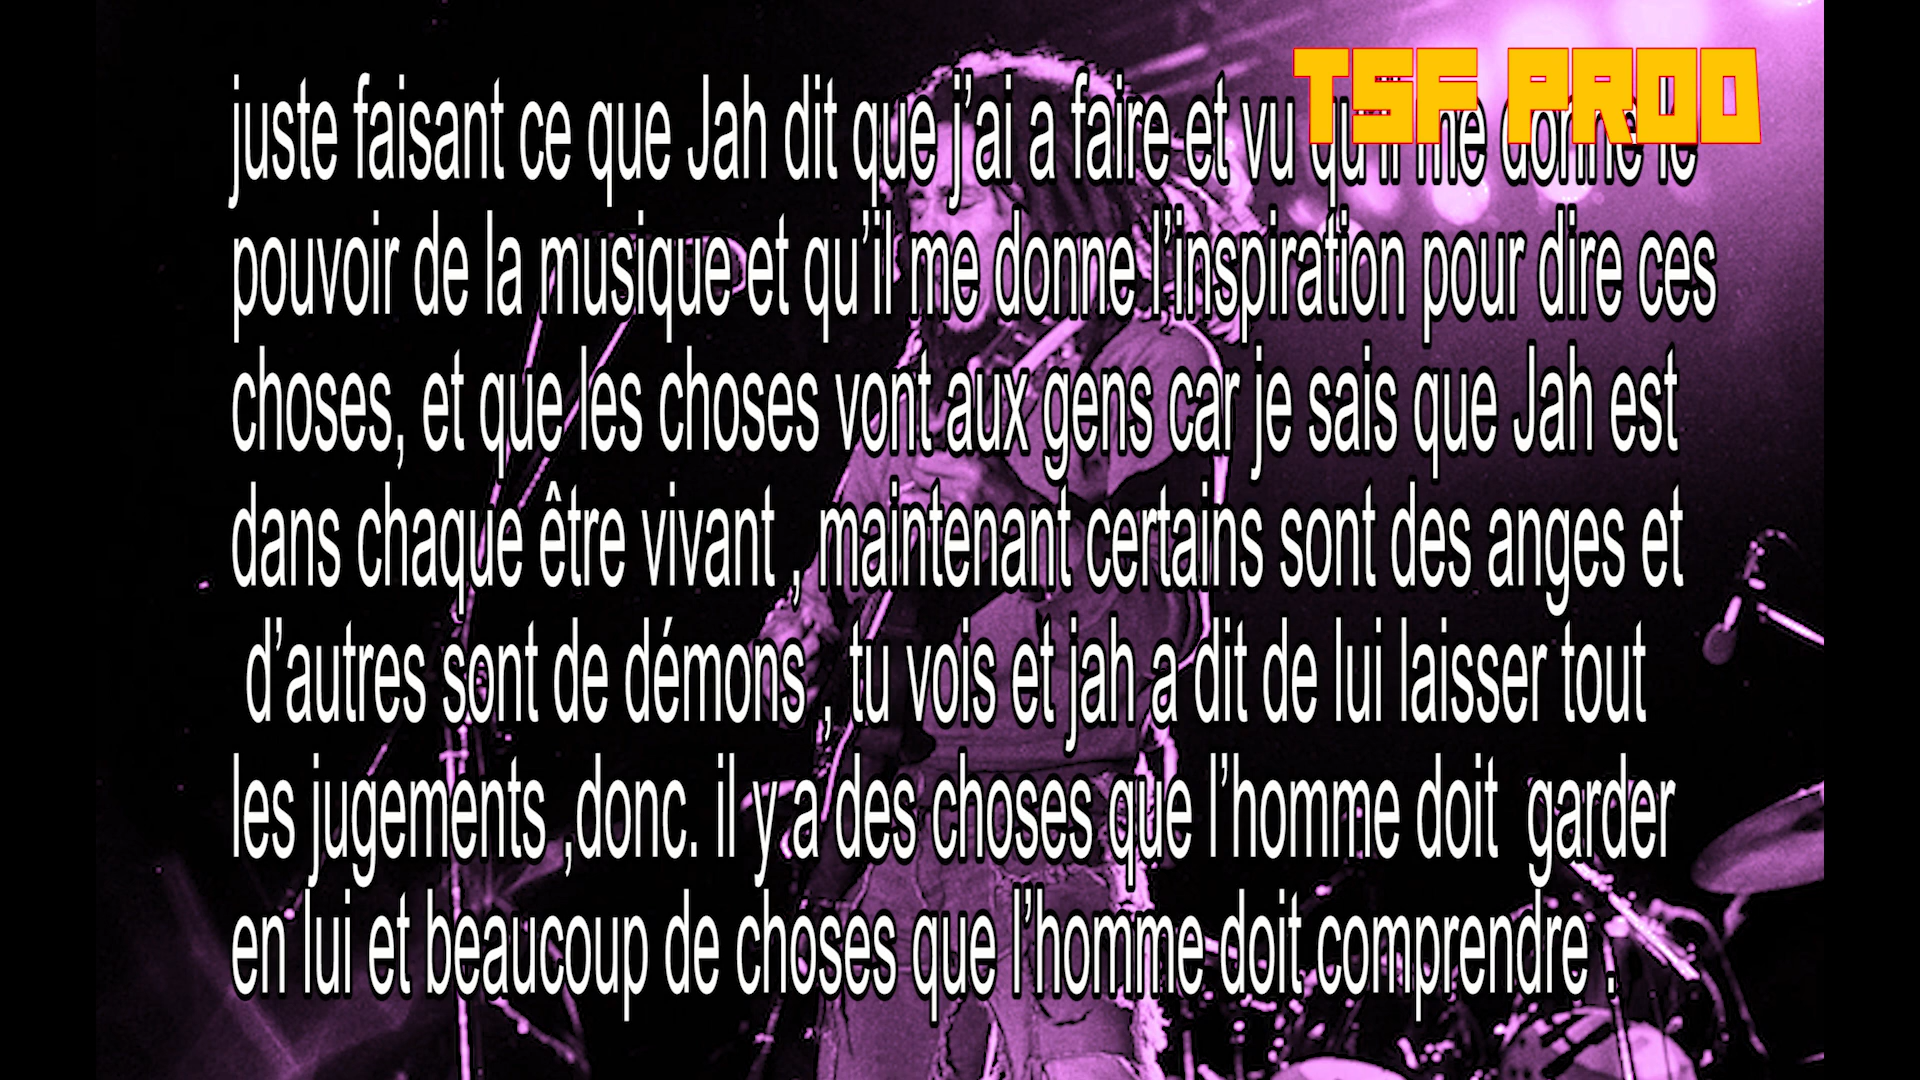 TSF PROD
juste faisant ce que Jah dit que j’ai a faire et vu qu’il me donne le
pouvoir de la musique et qu’il me donne l’inspiration pour dire ces
choses, et que les choses vont aux gens car je sais que Jah est
dans chaque être vivant , maintenant certains sont des anges et
d’autres sont de démons , tu vois et jah a dit de lui laisser tout
les jugements ,donc. il y a des choses que l’homme doit garder
en lui et beaucoup de choses que l’homme doit comprendre .